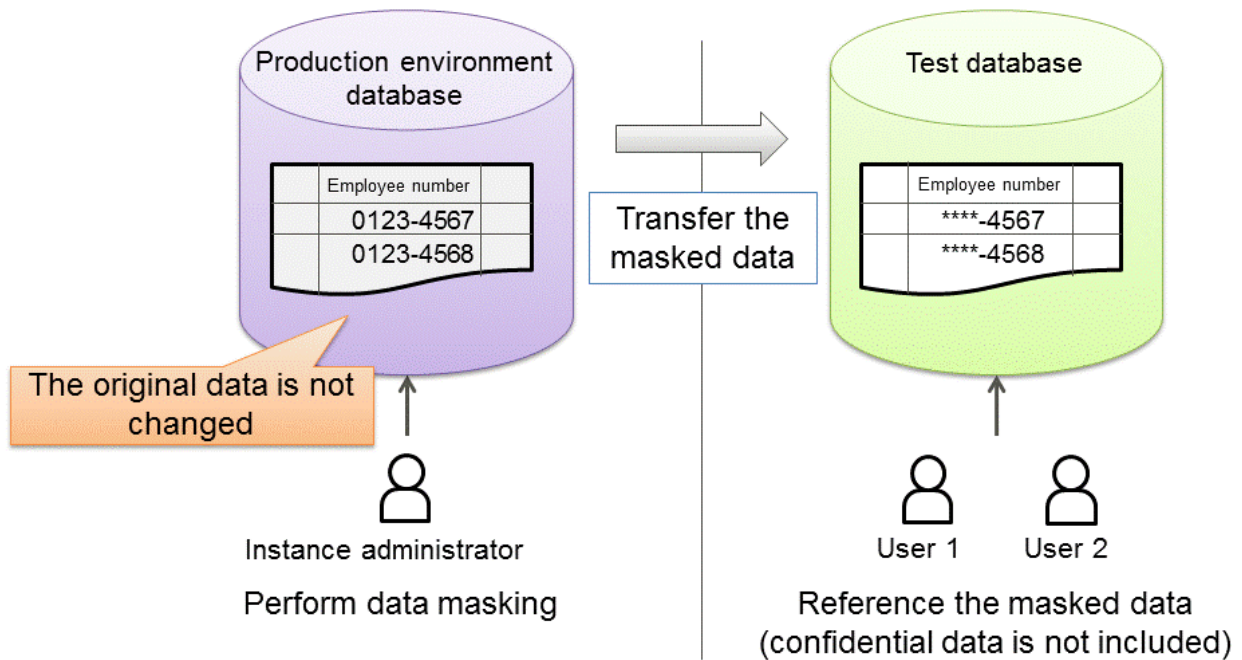 Production environment
database
Employee number
0123-4567
0123-4568
The original data is not
changed
Instance administrator
Perform data masking
Transfer the
masked data
Test database
Employee number
****-4567
****-4568
User 1
User 2
Reference the masked data
(confidential data is not included)